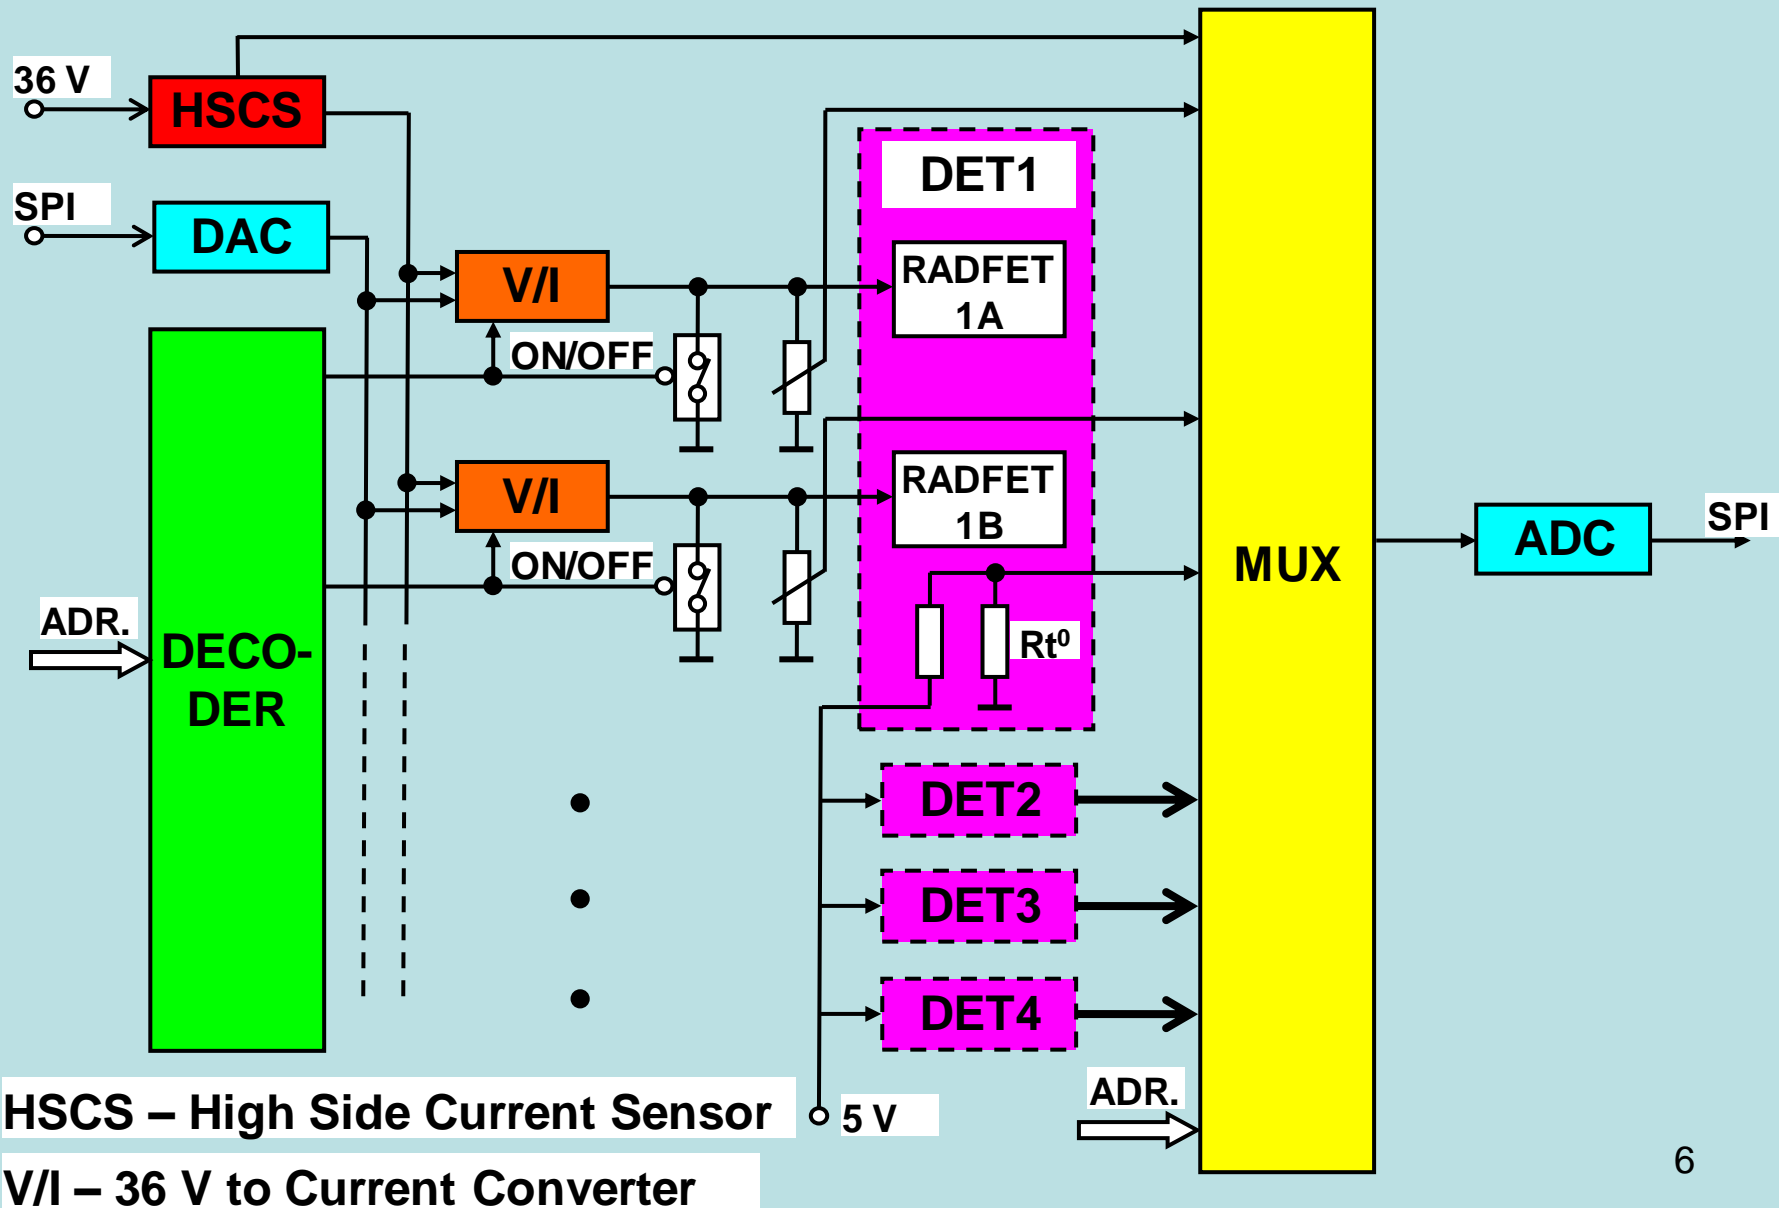 36 V
HSCS
SPI
DAC
DET1
V/I
RADFET
1A
ON/OFF
V/I
RADFET
1B
ON/OFF
SPI
ADC
MUX
ADR.
DECO-
DER
Rt⁰
DET2
DET3
DET4
ADR.
HSCS – High Side Current Sensor
5 V
V/I – 36 V to Current Converter
6